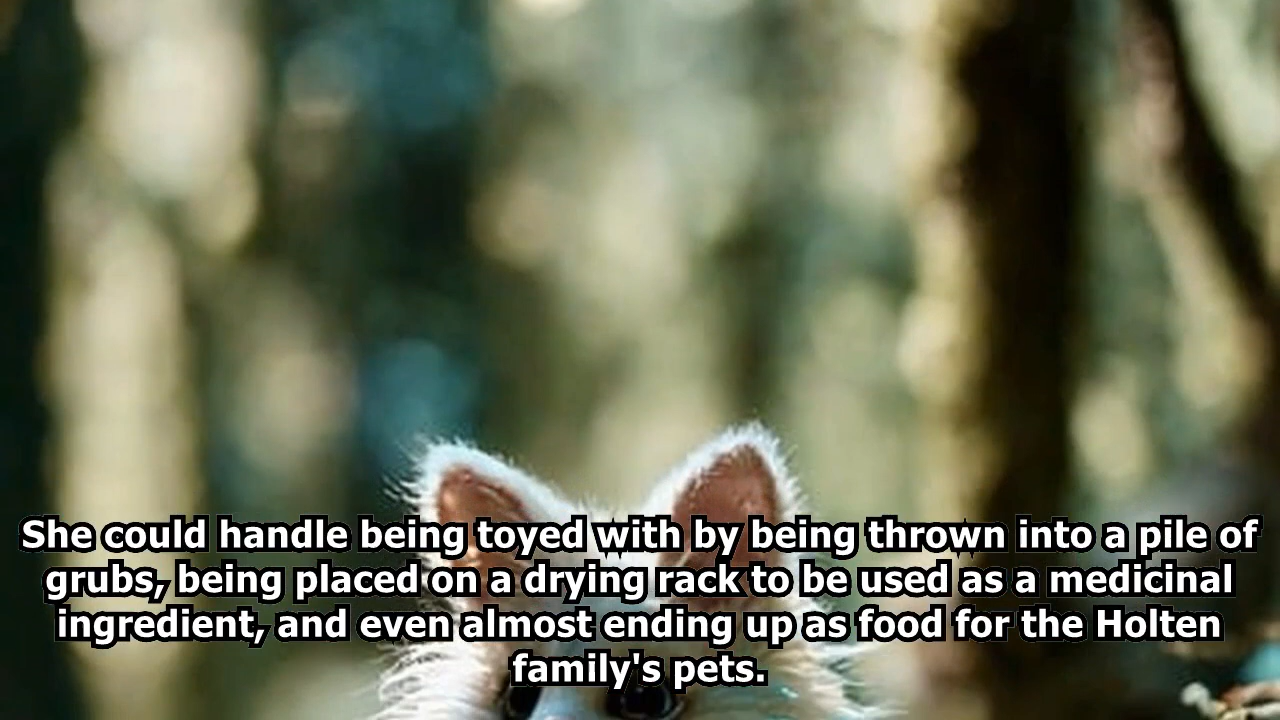 She could handle being toyed with by being thrown into a pile of
grubs, being placed on a drying rack to be used as a medicinal
ingredient, and even almost ending up as food for the Holten
family's pets.